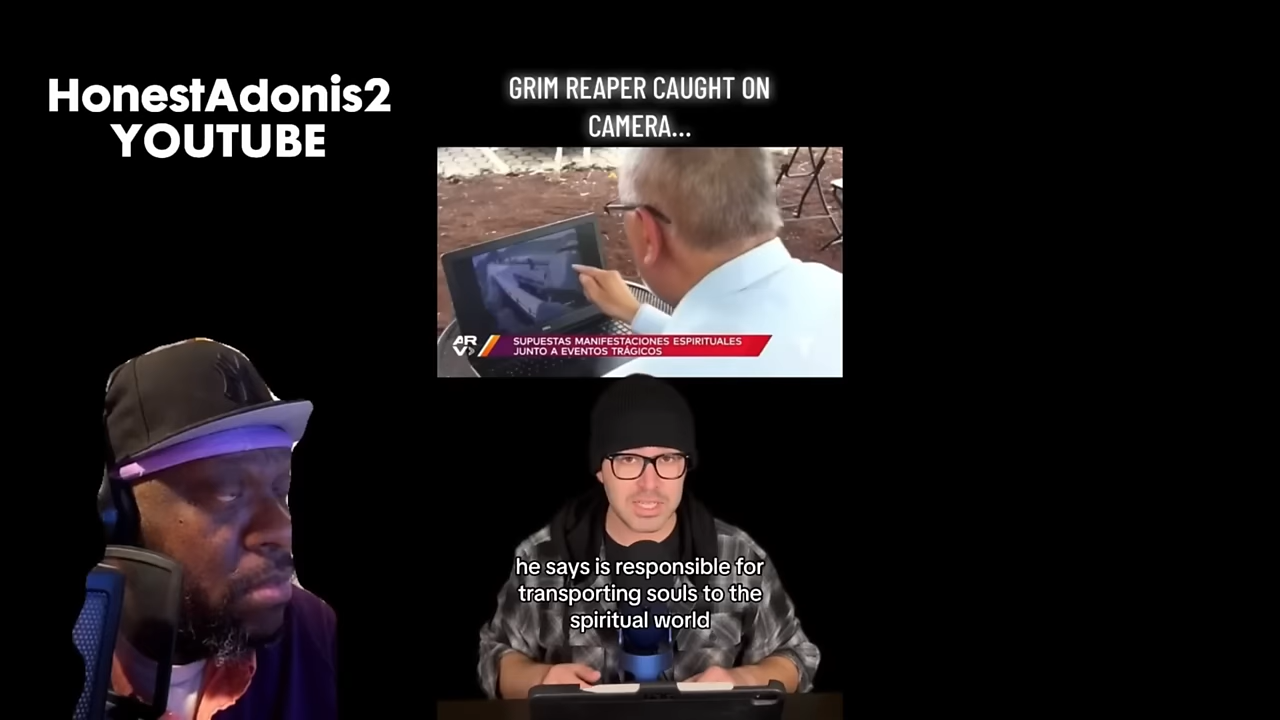 HonestAdonis2
YOUTUBE
GRIM REAPER CAUGHT ON
CAMERA...
ARV
SUPUESTAS MANIFESTACIONES ESPIRITUALES
JUNTO A EVENTOS TRÁGICOS
he says is responsible for
transporting souls to the
spiritual world